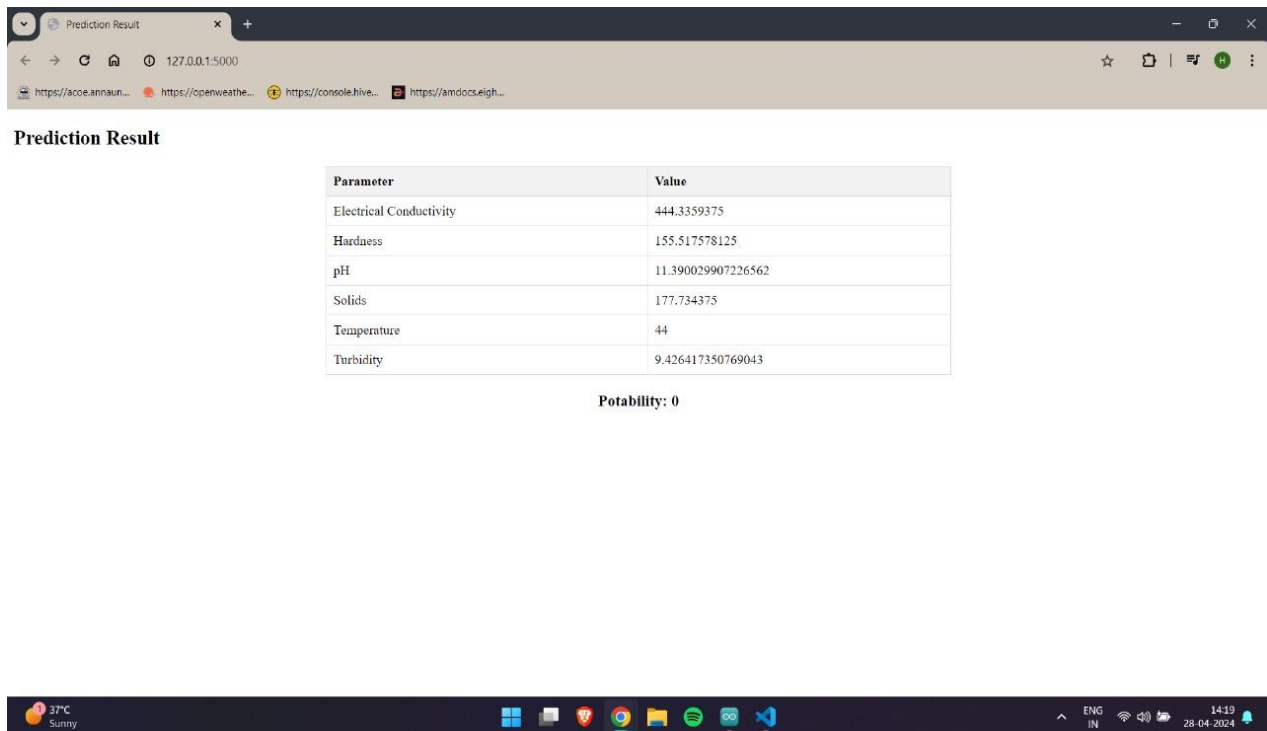 Prediction Result
127.0.0.1:5000
H
https://acoe.annaun... https://openweathe... https://console.hive... https://amdocs.eigh...
Prediction Result
Parameter Value
Electrical Conductivity 444.3359375
Hardness 155.517578125
pH 11.390029907226562
Solids 177.734375
Temperature 44
Turbidity 9.426417350769043
Potability: 0
1 37°C
Sunny
ENG 14:19
IN 28-04-2024